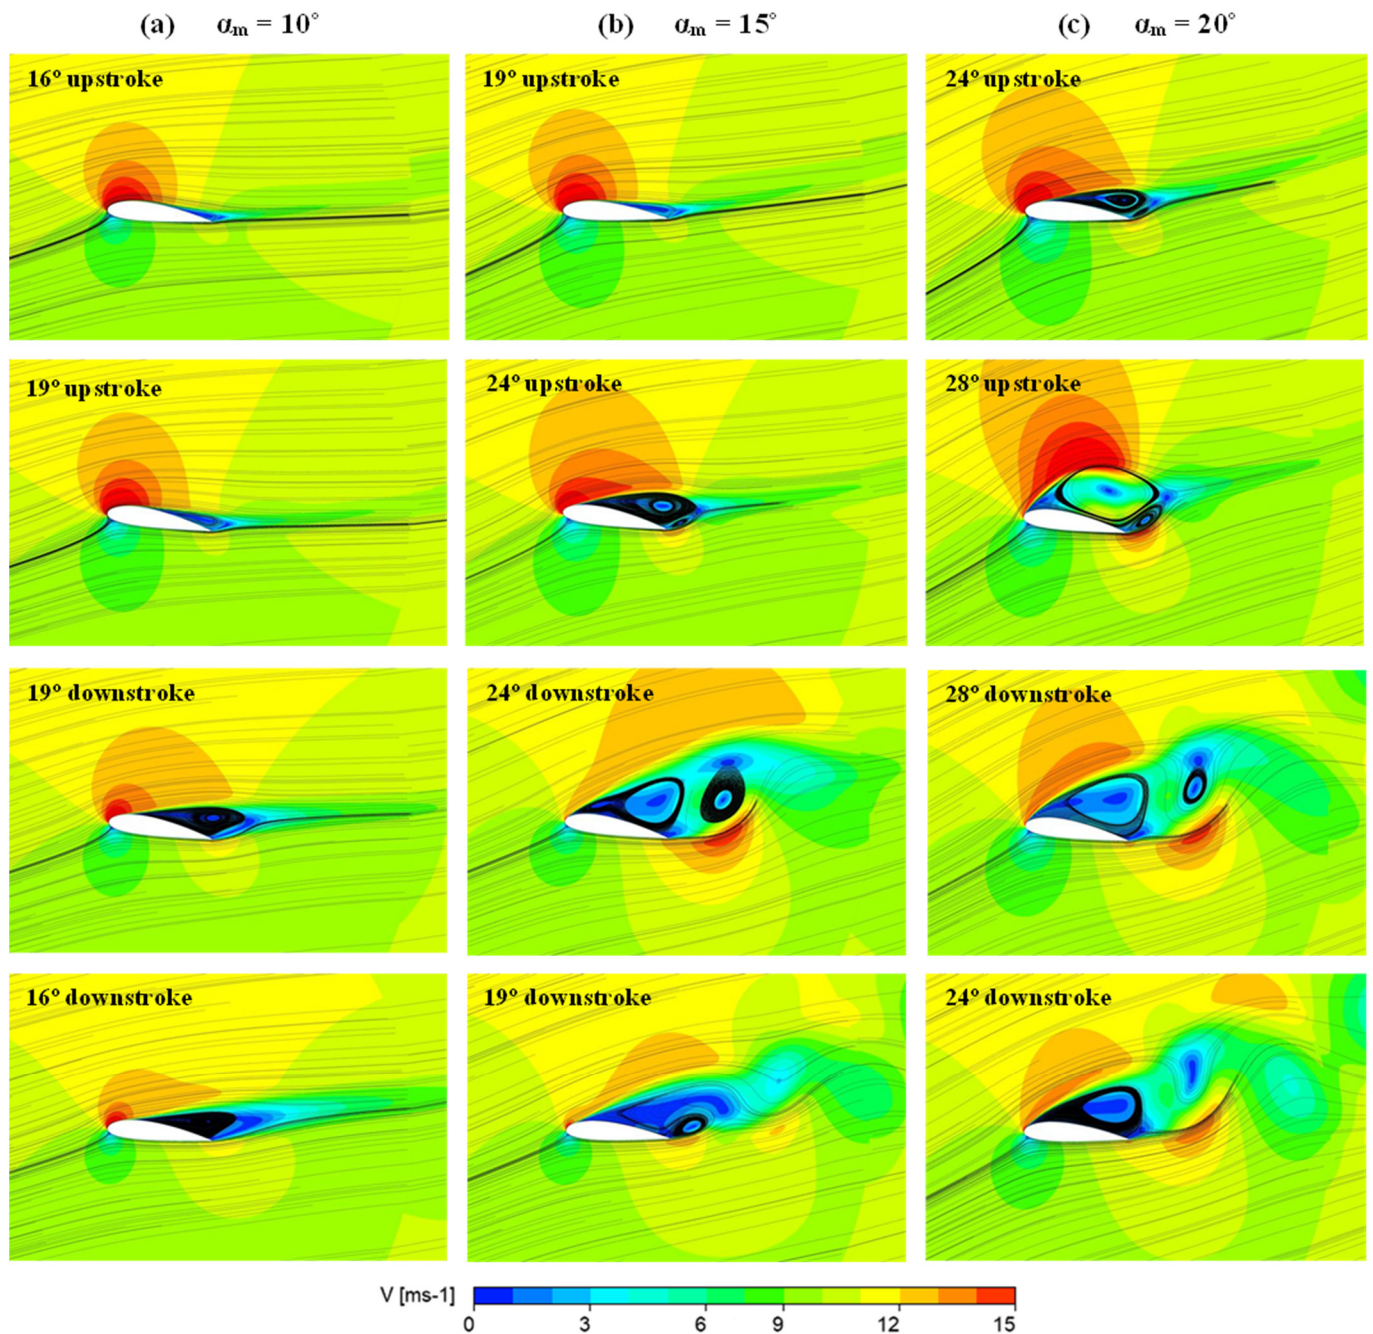 (a) αm = 10° (b) αm = 15° (c) αm = 20°
16° upstroke 19° upstroke 24° upstroke
19° upstroke 24° upstroke 28° upstroke
19° downstroke 24° downstroke 28° downstroke
16° downstroke 19° downstroke 24° downstroke
V [ms-1]
0 3 6 9 12 15